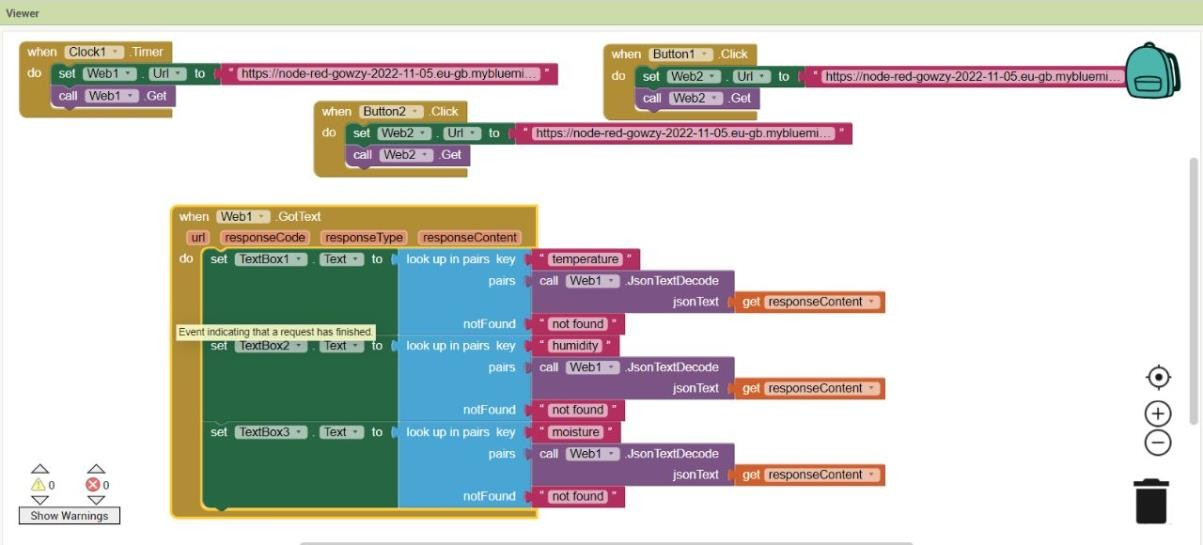 Viewer
when Clock1 .Timer
do set Web1 . Url to " https://node-red-gowzy-2022-11-05.eu-gb.mybluemi... "
call Web1 .Get
when Button1 .Click
do set Web2 . Url to " https://node-red-gowzy-2022-11-05.eu-gb.mybluemi...
call Web2 .Get
when Button2 .Click
do set Web2 . Url to " https://node-red-gowzy-2022-11-05.eu-gb.mybluemi... "
call Web2 .Get
when Web1 .GotText
url responseCode responseType responseContent
do set TextBox1 . Text to look up in pairs key " temperature "
pairs call Web1 .JsonTextDecode
jsonText get responseContent
notFound " not found "
Event indicating that a request has finished.
set TextBox2 . Text to look up in pairs key " humidity "
pairs call Web1 .JsonTextDecode
jsonText get responseContent
notFound " not found "
set TextBox3 . Text to look up in pairs key " moisture "
pairs call Web1 .JsonTextDecode
jsonText get responseContent
notFound " not found "
0 0
Show Warnings